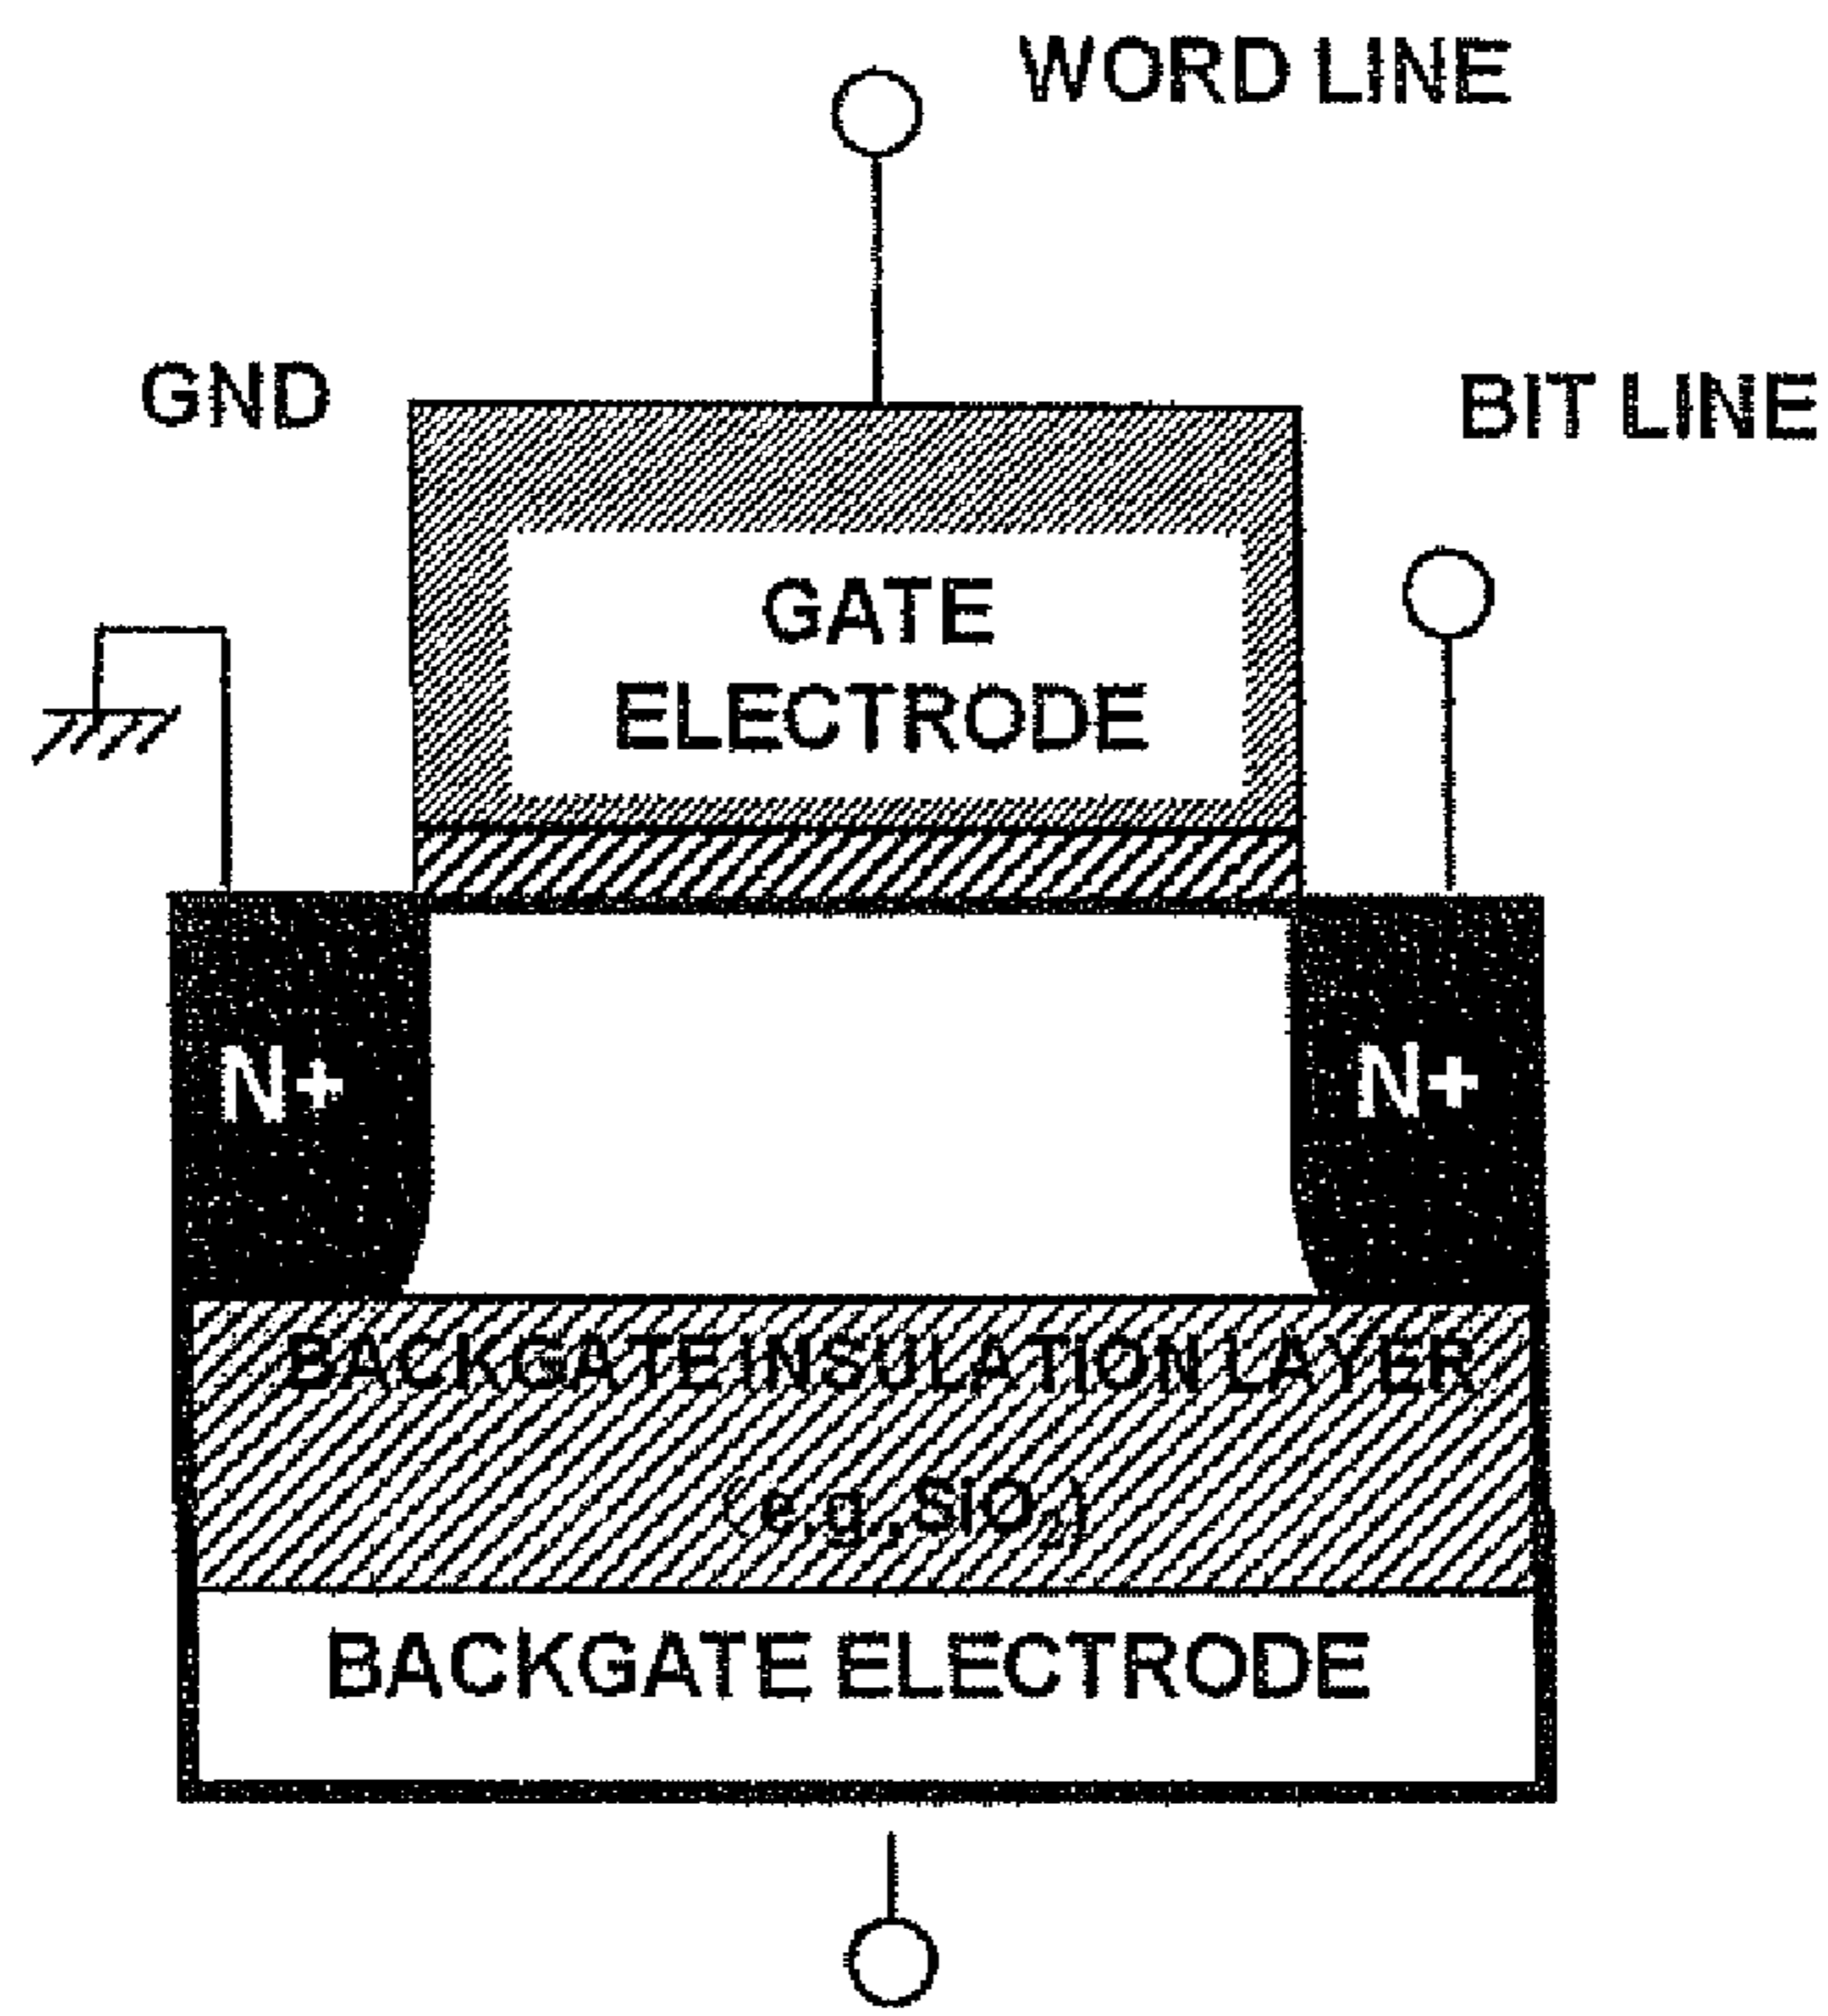 WORD LINE
GND
BIT LINE
GATE
ELECTRODE
N+
N+
BACKGATE INSULATION LAYER
(e.g., SiO₂)
BACKGATE ELECTRODE